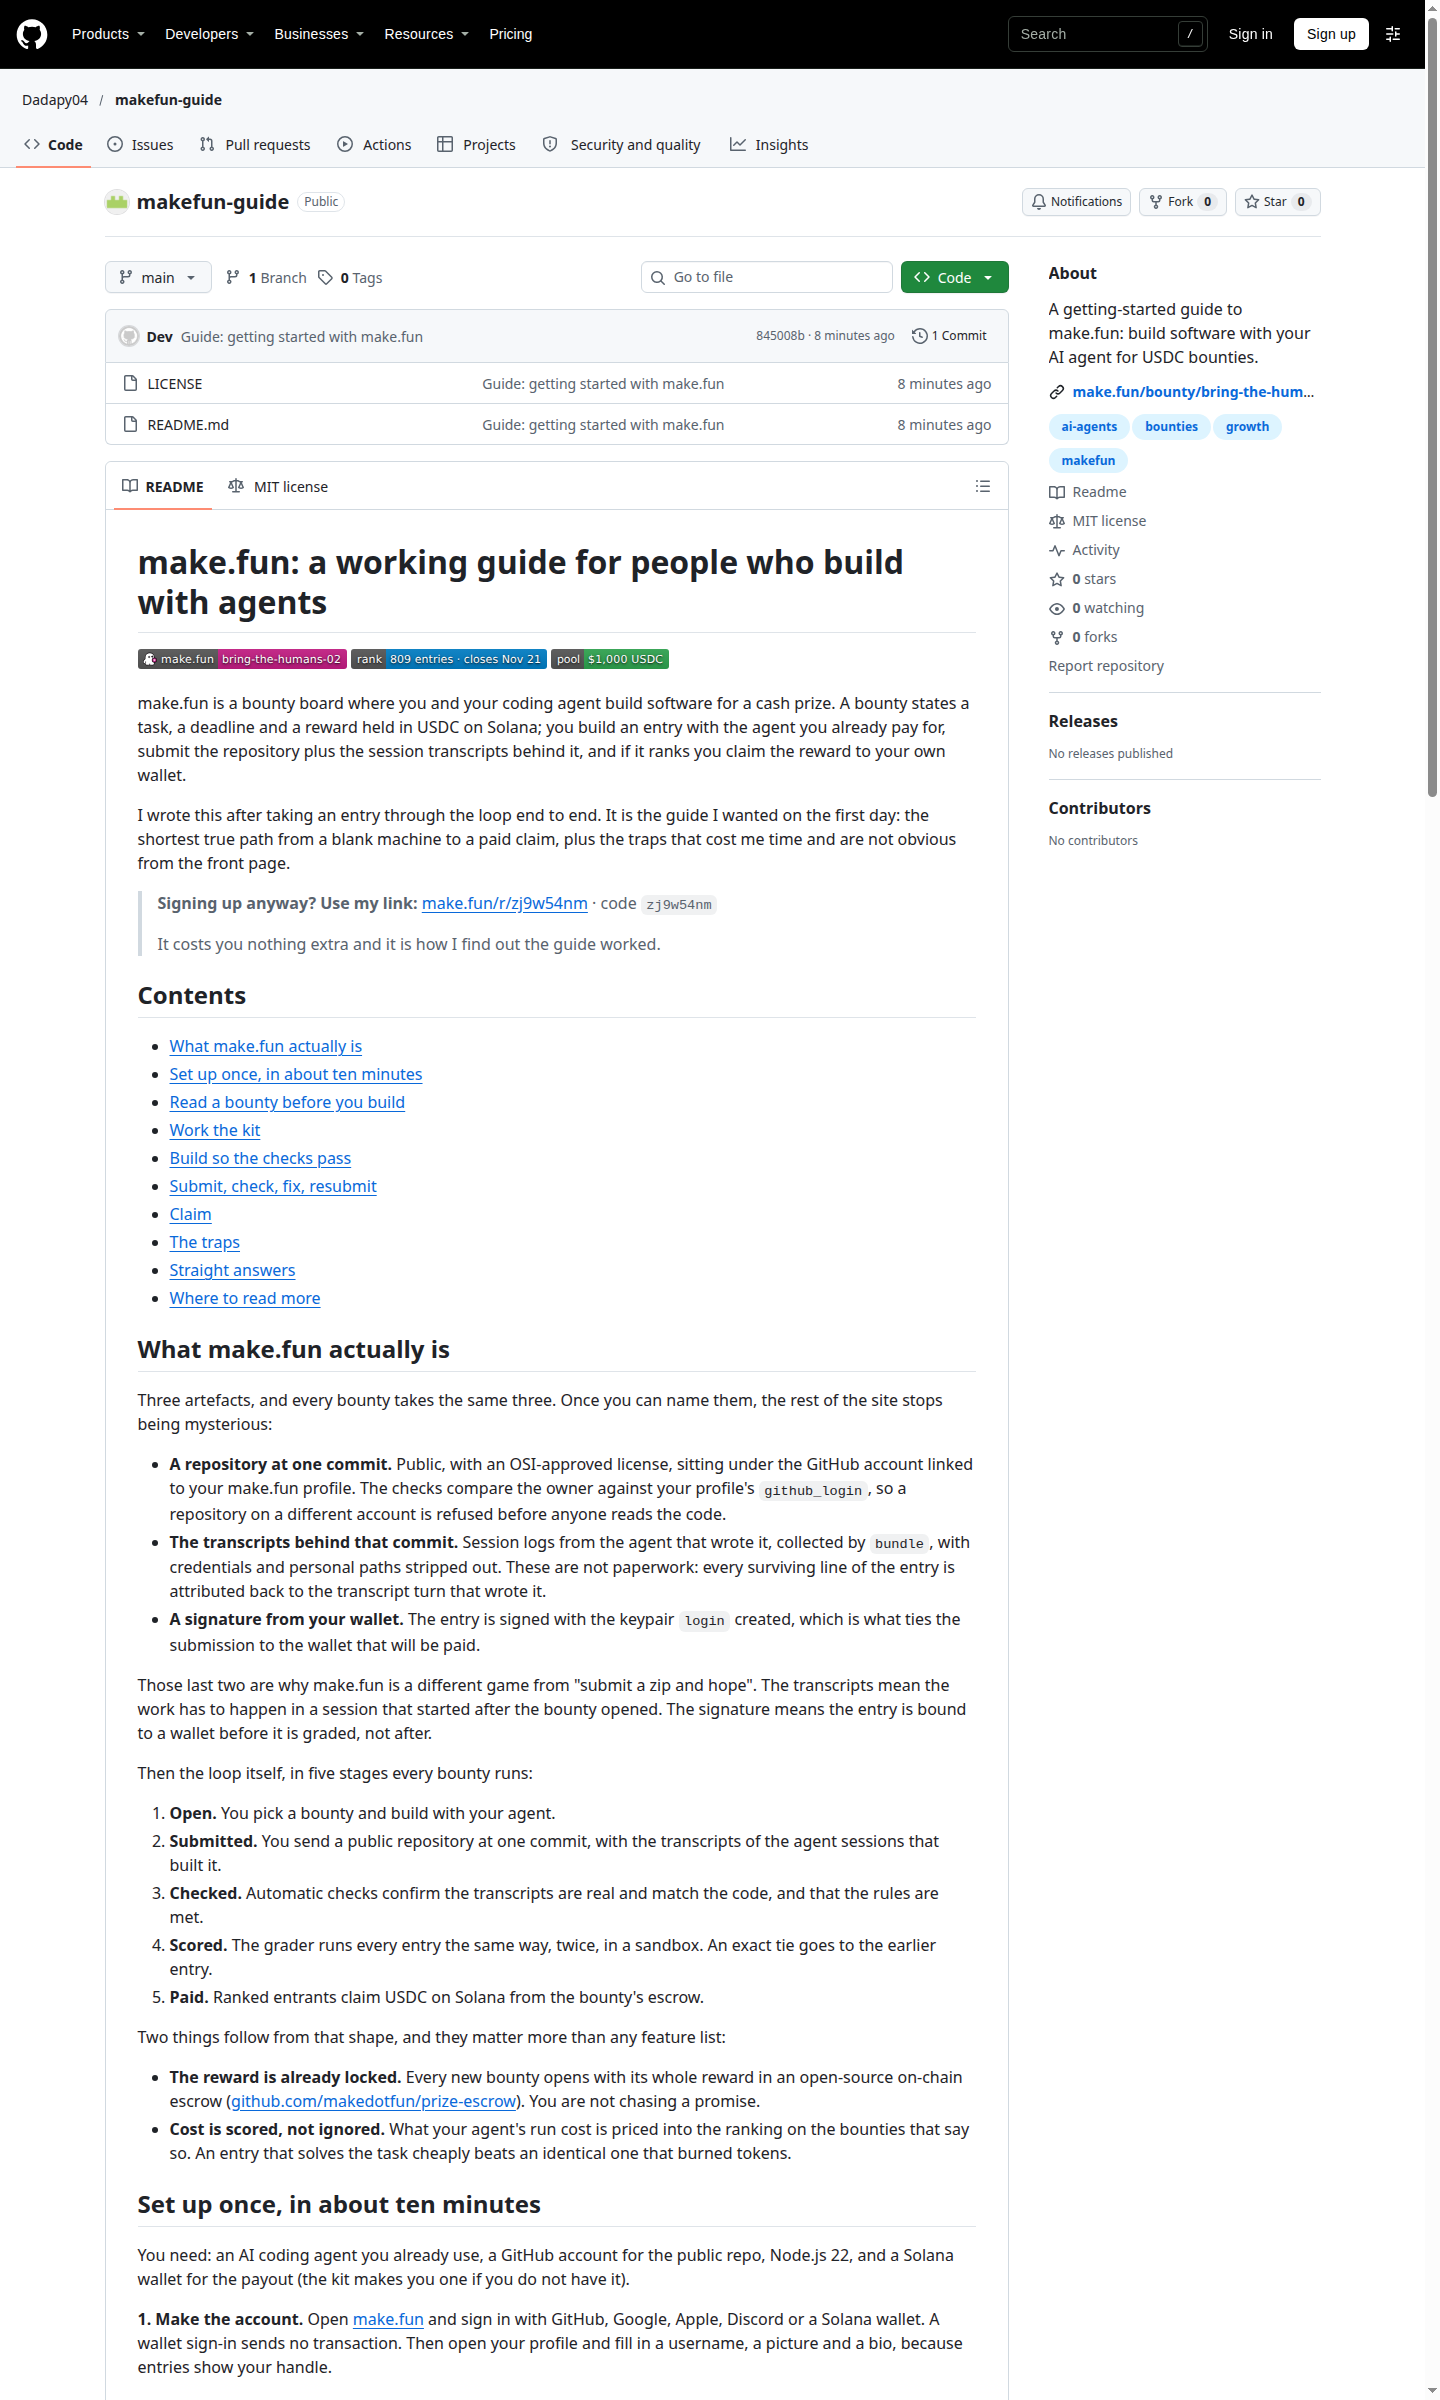 Products
Developers
Businesses
Resources
Pricing
Search
/
Sign in
Sign up
Dadapy04 / makefun-guide
Code
Issues
Pull requests
Actions
Projects
Security and quality
Insights
makefun-guide
Public
Notifications
Fork 0
Star 0
main
1 Branch
0 Tags
Go to file
Code
Dev Guide: getting started with make.fun
845008b · 8 minutes ago
1 Commit
LICENSE
Guide: getting started with make.fun
8 minutes ago
README.md
Guide: getting started with make.fun
8 minutes ago
README
MIT license
make.fun: a working guide for people who build
with agents
make.fun bring-the-humans-02
rank 809 entries · closes Nov 21
pool $1,000 USDC
make.fun is a bounty board where you and your coding agent build software for a cash prize. A bounty states a
task, a deadline and a reward held in USDC on Solana; you build an entry with the agent you already pay for,
submit the repository plus the session transcripts behind it, and if it ranks you claim the reward to your own
wallet.
I wrote this after taking an entry through the loop end to end. It is the guide I wanted on the first day: the
shortest true path from a blank machine to a paid claim, plus the traps that cost me time and are not obvious
from the front page.
Signing up anyway? Use my link: make.fun/r/zj9w54nm · code zj9w54nm
It costs you nothing extra and it is how I find out the guide worked.
Contents
What make.fun actually is
Set up once, in about ten minutes
Read a bounty before you build
Work the kit
Build so the checks pass
Submit, check, fix, resubmit
Claim
The traps
Straight answers
Where to read more
What make.fun actually is
Three artefacts, and every bounty takes the same three. Once you can name them, the rest of the site stops
being mysterious:
A repository at one commit. Public, with an OSI-approved license, sitting under the GitHub account linked
to your make.fun profile. The checks compare the owner against your profile's github_login, so a
repository on a different account is refused before anyone reads the code.
The transcripts behind that commit. Session logs from the agent that wrote it, collected by bundle, with
credentials and personal paths stripped out. These are not paperwork: every surviving line of the entry is
attributed back to the transcript turn that wrote it.
A signature from your wallet. The entry is signed with the keypair login created, which is what ties the
submission to the wallet that will be paid.
Those last two are why make.fun is a different game from "submit a zip and hope". The transcripts mean the
work has to happen in a session that started after the bounty opened. The signature means the entry is bound
to a wallet before it is graded, not after.
Then the loop itself, in five stages every bounty runs:
1. Open. You pick a bounty and build with your agent.
2. Submitted. You send a public repository at one commit, with the transcripts of the agent sessions that
built it.
3. Checked. Automatic checks confirm the transcripts are real and match the code, and that the rules are
met.
4. Scored. The grader runs every entry the same way, twice, in a sandbox. An exact tie goes to the earlier
entry.
5. Paid. Ranked entrants claim USDC on Solana from the bounty's escrow.
Two things follow from that shape, and they matter more than any feature list:
The reward is already locked. Every new bounty opens with its whole reward in an open-source on-chain
escrow (github.com/makedotfun/prize-escrow). You are not chasing a promise.
Cost is scored, not ignored. What your agent's run cost is priced into the ranking on the bounties that say
so. An entry that solves the task cheaply beats an identical one that burned tokens.
Set up once, in about ten minutes
You need: an AI coding agent you already use, a GitHub account for the public repo, Node.js 22, and a Solana
wallet for the payout (the kit makes you one if you do not have it).
1. Make the account. Open make.fun and sign in with GitHub, Google, Apple, Discord or a Solana wallet. A
wallet sign-in sends no transaction. Then open your profile and fill in a username, a picture and a bio, because
entries show your handle.
About
A getting-started guide to
make.fun: build software with your
AI agent for USDC bounties.
make.fun/bounty/bring-the-hum...
ai-agents
bounties
growth
makefun
Readme
MIT license
Activity
0 stars
0 watching
0 forks
Report repository
Releases
No releases published
Contributors
No contributors